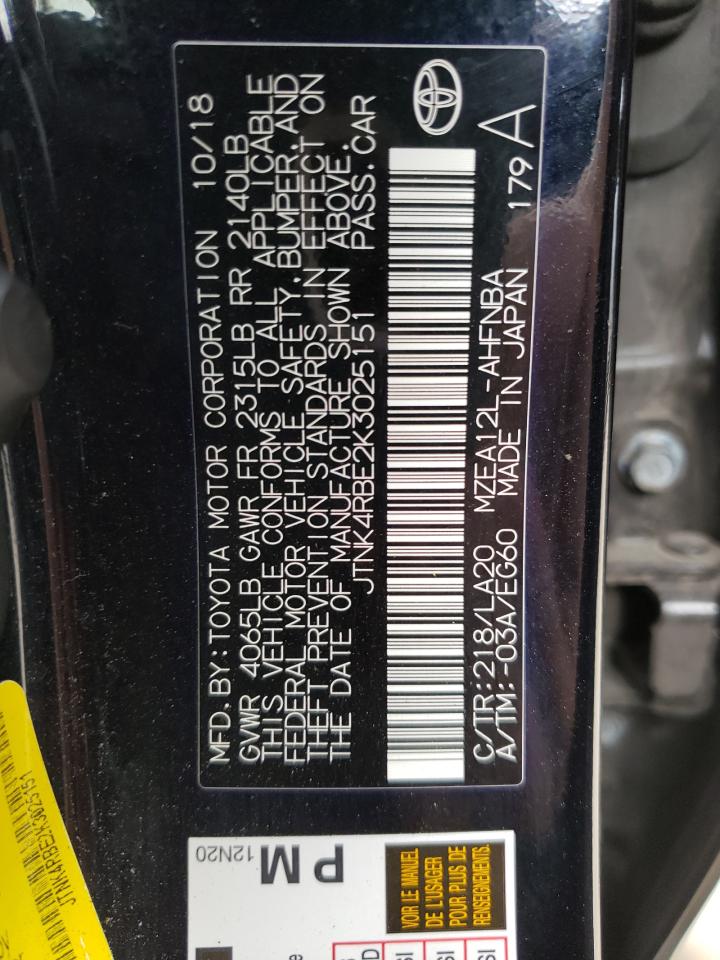 MFD.BY:TOYOTA MOTOR CORPORATION 10/18
GVWR 4065LB GAWR FR 2315LB RR 2140LB
THIS VEHICLE CONFORMS TO ALL APPLICABLE
FEDERAL MOTOR VEHICLE SAFETY,BUMPER,AND
THEFT PREVENTION STANDARDS IN EFFECT ON
THE DATE OF MANUFACTURE SHOWN ABOVE.
JTNK4RBE2K3025151 PASS.CAR
C/TR:218/LA20 MZEA12L-AHFNBA 179 A
A/TM:-03A/EG60 MADE IN JAPAN
JTNK4RBE2K3025151
12N20
PM
VOIR LE MANUEL
DE L'USAGER
POUR PLUS DE
RENSEIGNEMENTS.